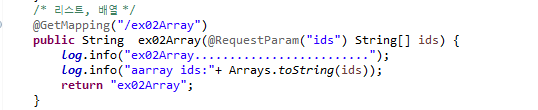 /* 리스트, 배열 */
@GetMapping("/ex02Array")
public String ex02Array(@RequestParam("ids") String[] ids) {
log.info("ex02Array.........................");
log.info("aarray ids:"+ Arrays.toString(ids));
return "ex02Array";
}